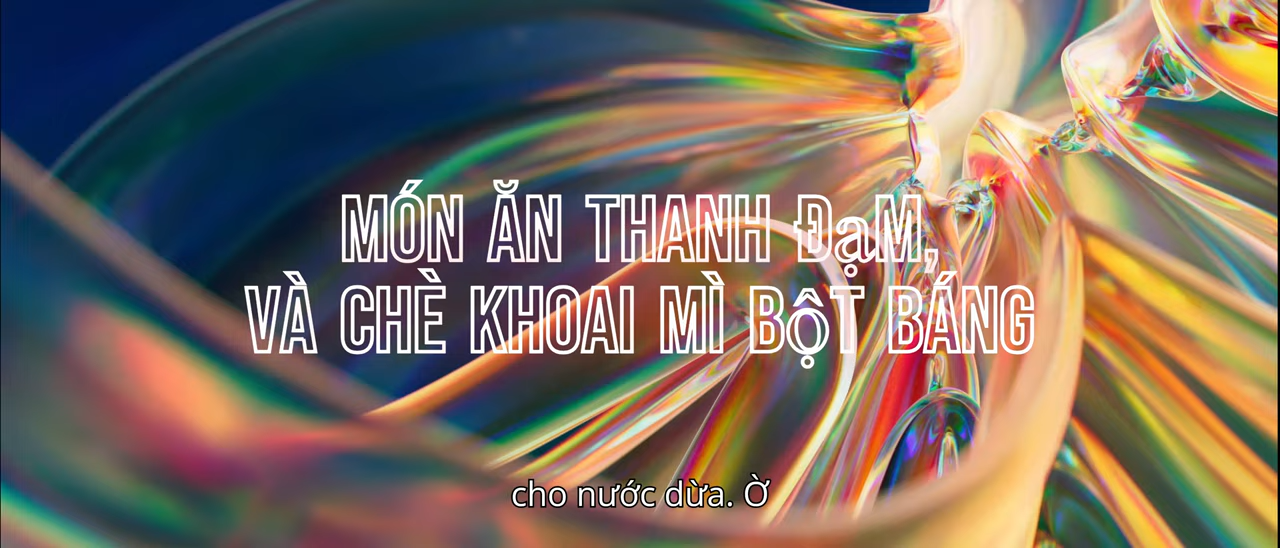 MÓN ĂN THANH ĐạM,
VÀ CHÈ KHOAI MÌ BộT BÁNG
cho nước dừa. Ờ